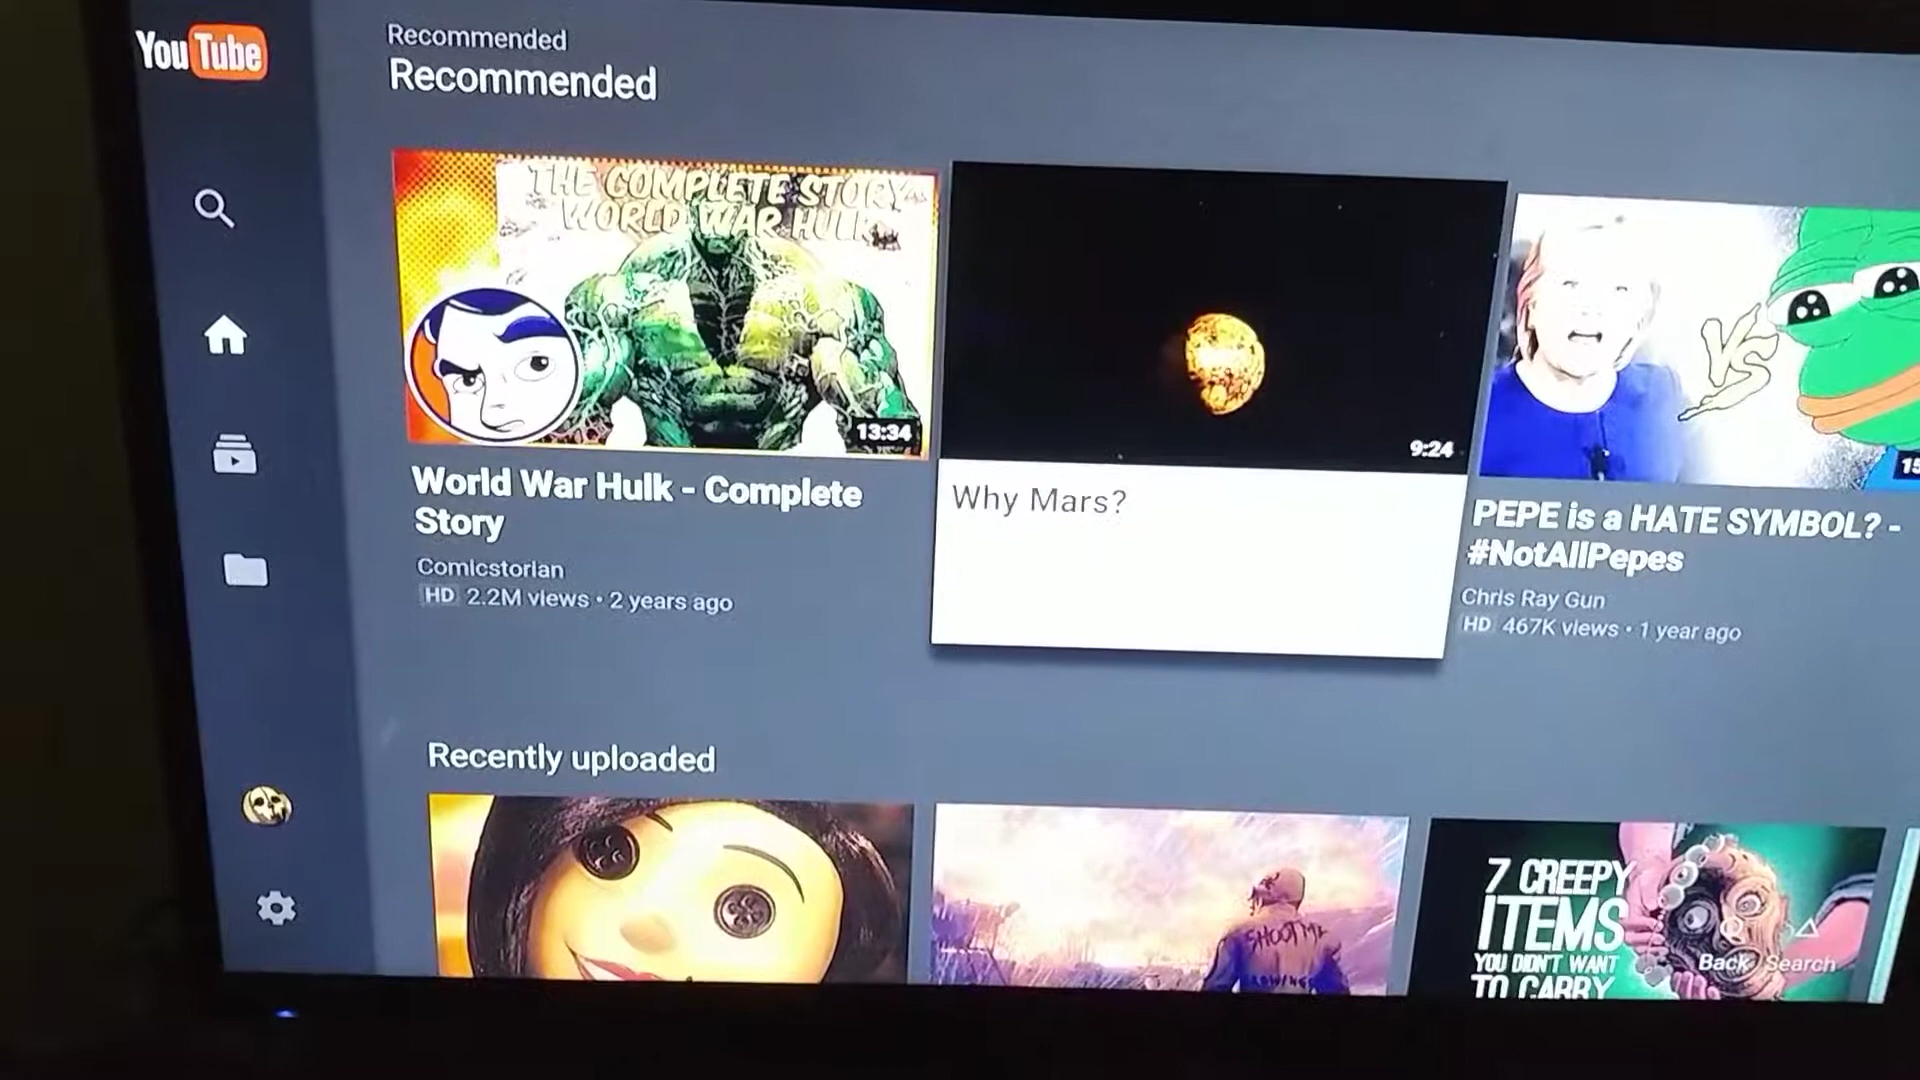 YouTube
Recommended
Recommended
THE COMPLETE STORY
WORLD WAR HULK
13:34
9:24
VS
15
World War Hulk - Complete
Story
Comicstorian
HD 2.2M views • 2 years ago
Why Mars?
PEPE is a HATE SYMBOL? -
#NotAllPepes
Chris Ray Gun
HD 467K views • 1 year ago
Recently uploaded
SHOOT ME
7 CREEPY
ITEMS
YOU DIDN'T WANT
TO CARRY
Back
Search